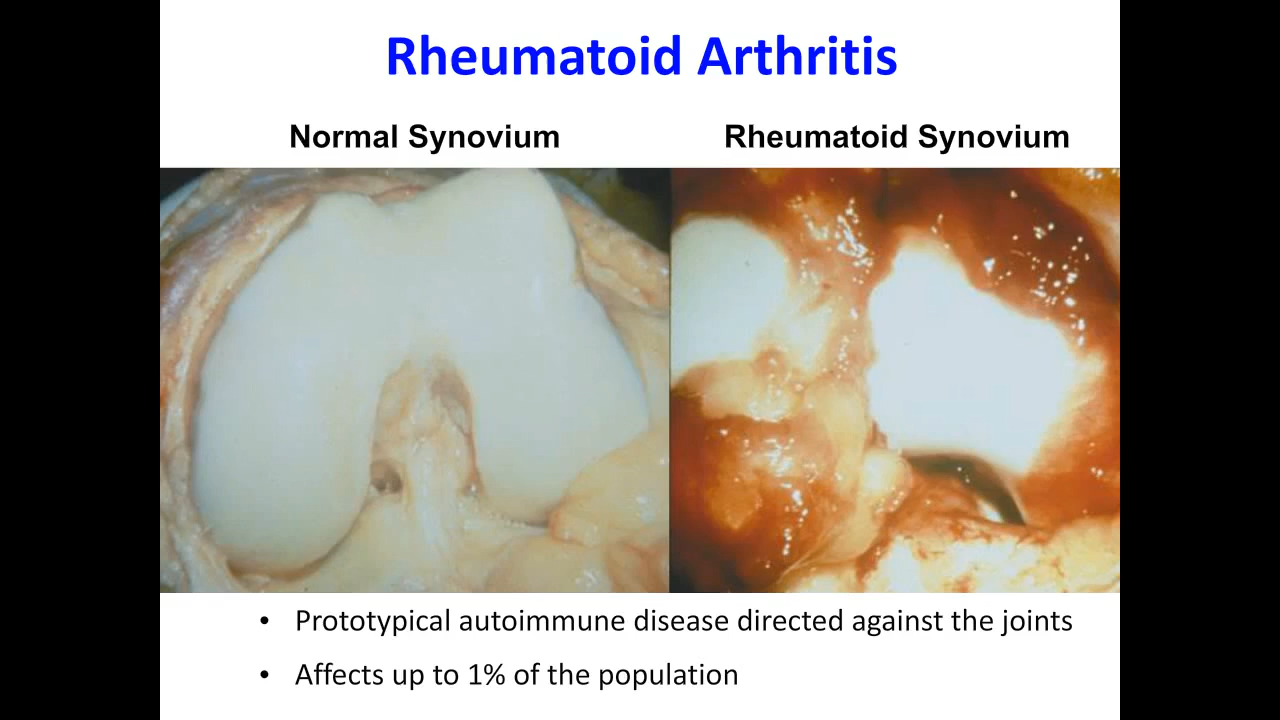 Rheumatoid Arthritis
Normal Synovium
Rheumatoid Synovium
• Prototypical autoimmune disease directed against the joints
• Affects up to 1% of the population